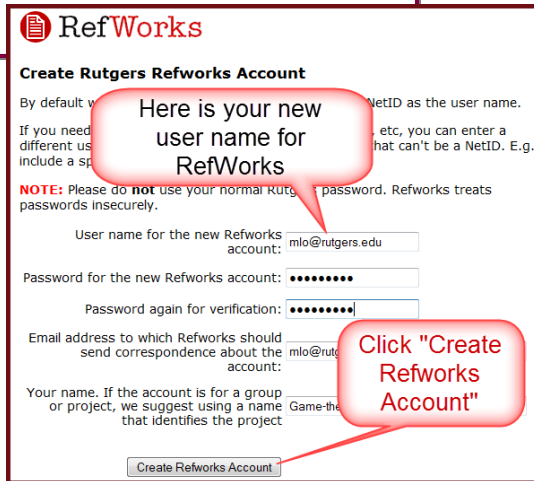 RefWorks
Create Rutgers Refworks Account
By default w NetID as the user name.
If you need , etc, you can enter a
different us hat can't be a NetID. E.g.
include a sp
Here is your new
user name for
RefWorks
NOTE: Please do not use your normal Rutg s password. Refworks treats
passwords insecurely.
User name for the new Refworks
account: mlo@rutgers.edu
Password for the new Refworks account: •••••••••
Password again for verification: •••••••••
Email address to which Refworks should
send correspondence about the mlo@rutg
account:
Click "Create
Refworks
Account"
Your name. If the account is for a group
or project, we suggest using a name Game-the
that identifies the project
Create Refworks Account